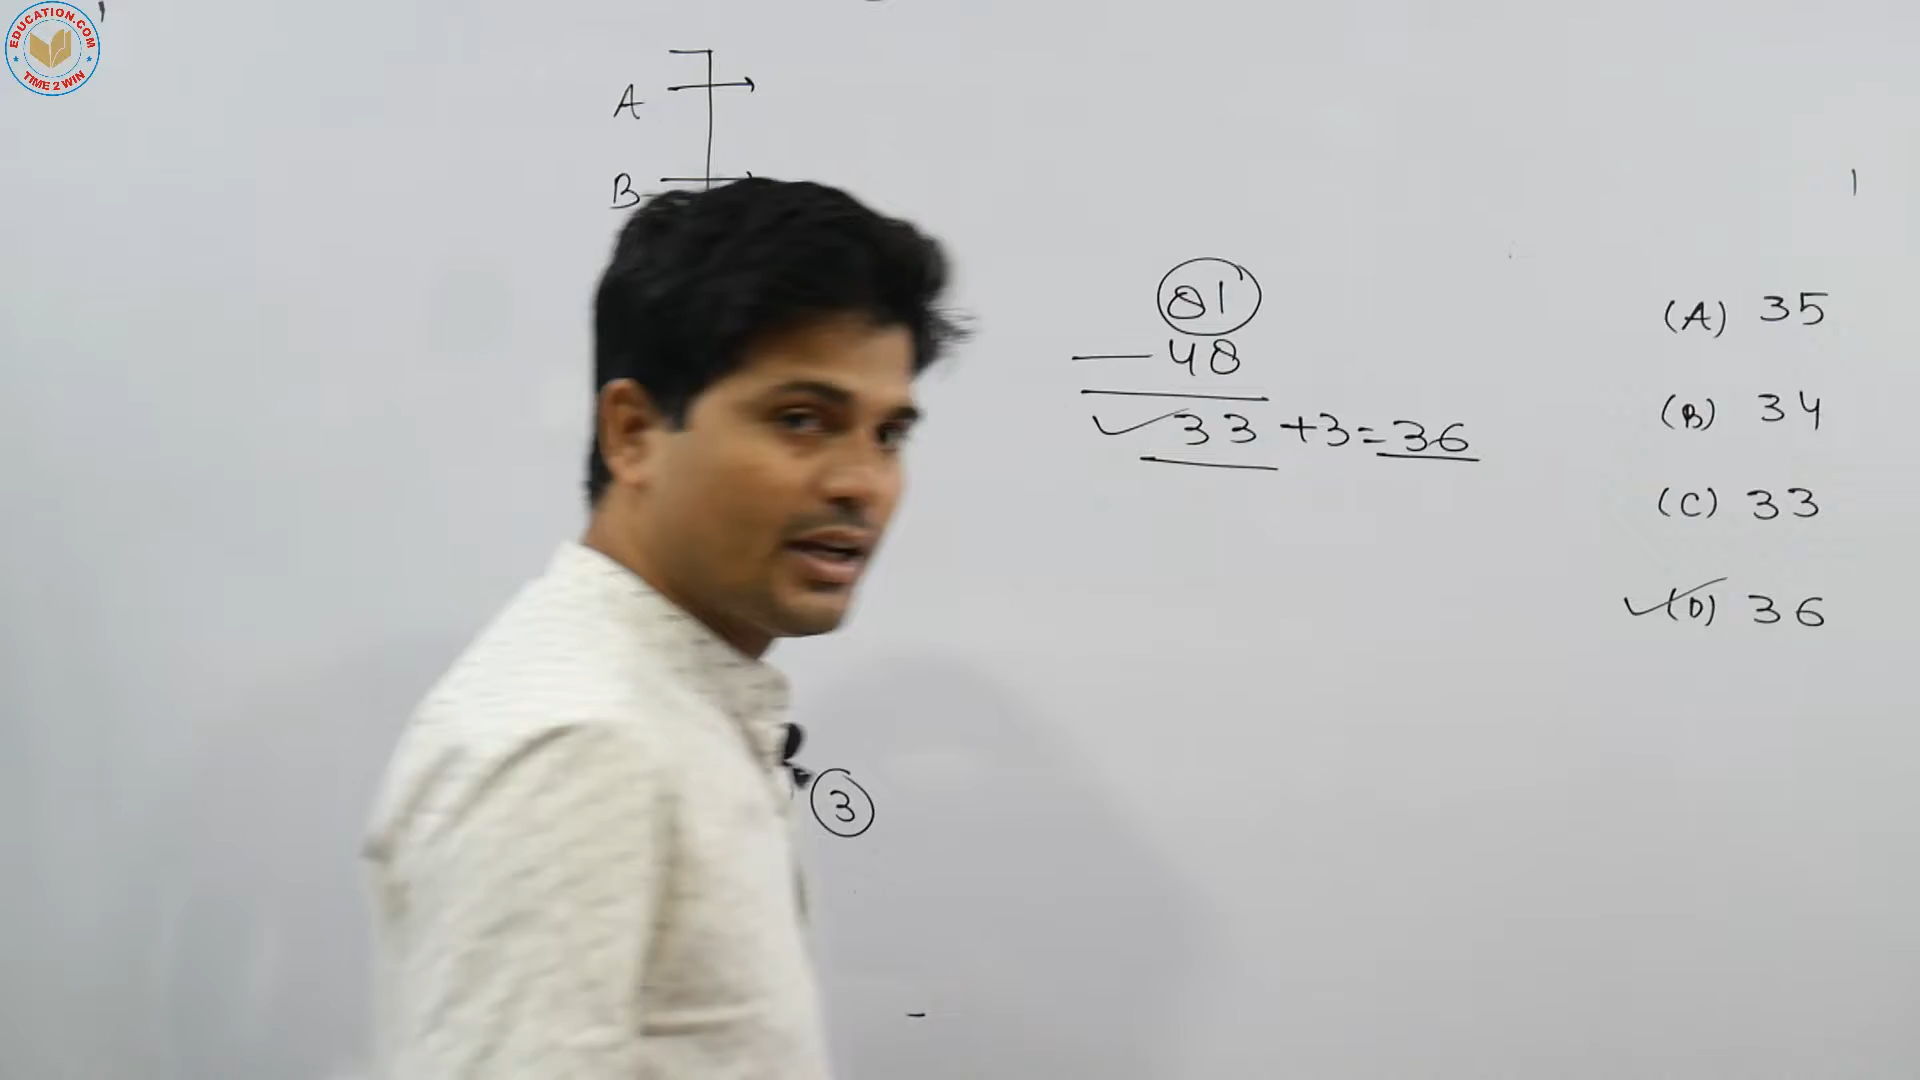 EDUCATION.COM
TIME 2 WIN
A
B
81
— 48
33 +3=36
(A) 35
(B) 34
(C) 33
(D) 36
3